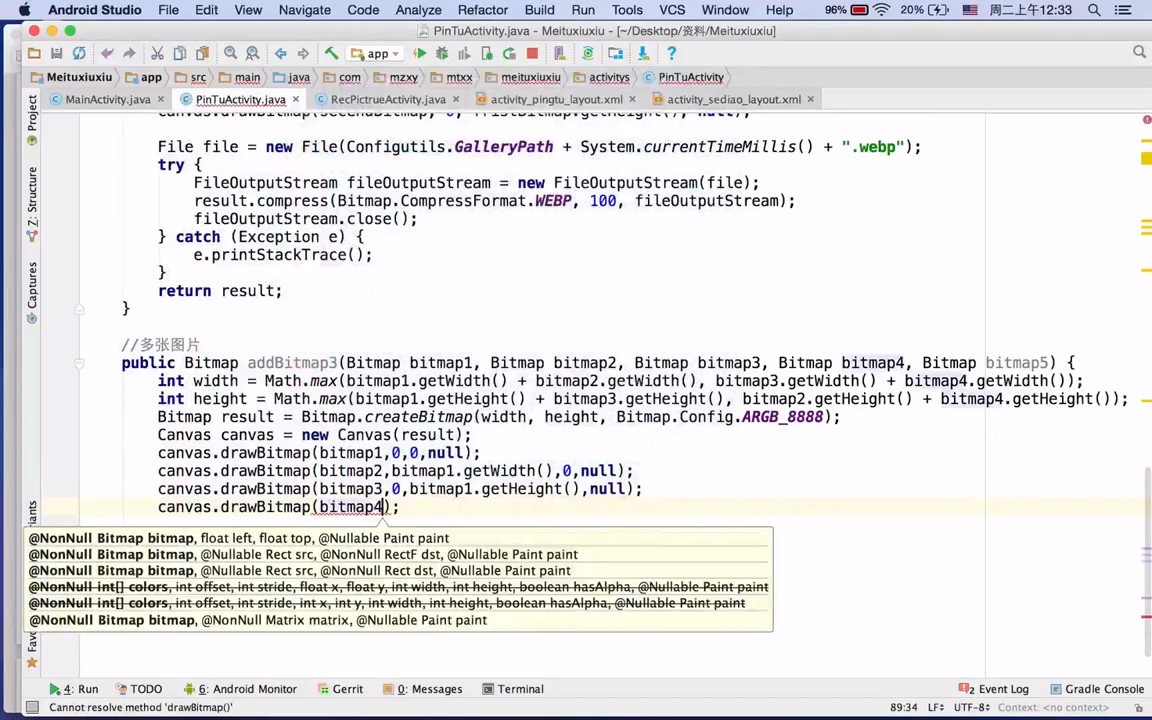 Android Studio File Edit View Navigate Code Analyze Refactor Build Run Tools VCS Window Help 96% 20% 周二上午12:33
PinTuActivity.java - Meituxiuxiu - [~/Desktop/资料/Meituxiuxiu]
app
Meituxiuxiu app src main java com mzxy mtxx meituxiuxiu activitys PinTuActivity
MainActivity.java PinTuActivity.java RecPictrueActivity.java activity_pingtu_layout.xml activity_sediao_layout.xml
Project
Z: Structure
Captures
File file = new File(Configutils.GalleryPath + System.currentTimeMillis() + ".webp");
try {
FileOutputStream fileOutputStream = new FileOutputStream(file);
result.compress(Bitmap.CompressFormat.WEBP, 100, fileOutputStream);
fileOutputStream.close();
} catch (Exception e) {
e.printStackTrace();
}
return result;
}
//多张图片
public Bitmap addBitmap3(Bitmap bitmap1, Bitmap bitmap2, Bitmap bitmap3, Bitmap bitmap4, Bitmap bitmap5) {
int width = Math.max(bitmap1.getWidth() + bitmap2.getWidth(), bitmap3.getWidth() + bitmap4.getWidth());
int height = Math.max(bitmap1.getHeight() + bitmap3.getHeight(), bitmap2.getHeight() + bitmap4.getHeight());
Bitmap result = Bitmap.createBitmap(width, height, Bitmap.Config.ARGB_8888);
Canvas canvas = new Canvas(result);
canvas.drawBitmap(bitmap1,0,0,null);
canvas.drawBitmap(bitmap2,bitmap1.getWidth(),0,null);
canvas.drawBitmap(bitmap3,0,bitmap1.getHeight(),null);
canvas.drawBitmap(bitmap4);
@NonNull Bitmap bitmap, float left, float top, @Nullable Paint paint
@NonNull Bitmap bitmap, @Nullable Rect src, @NonNull RectF dst, @Nullable Paint paint
@NonNull Bitmap bitmap, @Nullable Rect src, @NonNull Rect dst, @Nullable Paint paint
@NonNull int[] colors, int offset, int stride, float x, float y, int width, int height, boolean hasAlpha, @Nullable Paint paint
@NonNull int[] colors, int offset, int stride, int x, int y, int width, int height, boolean hasAlpha, @Nullable Paint paint
@NonNull Bitmap bitmap, @NonNull Matrix matrix, @Nullable Paint paint
4: Run TODO 6: Android Monitor Gerrit 0: Messages Terminal 2 Event Log Gradle Console
Cannot resolve method 'drawBitmap()' 89:34 LF UTF-8 Context: <no context>